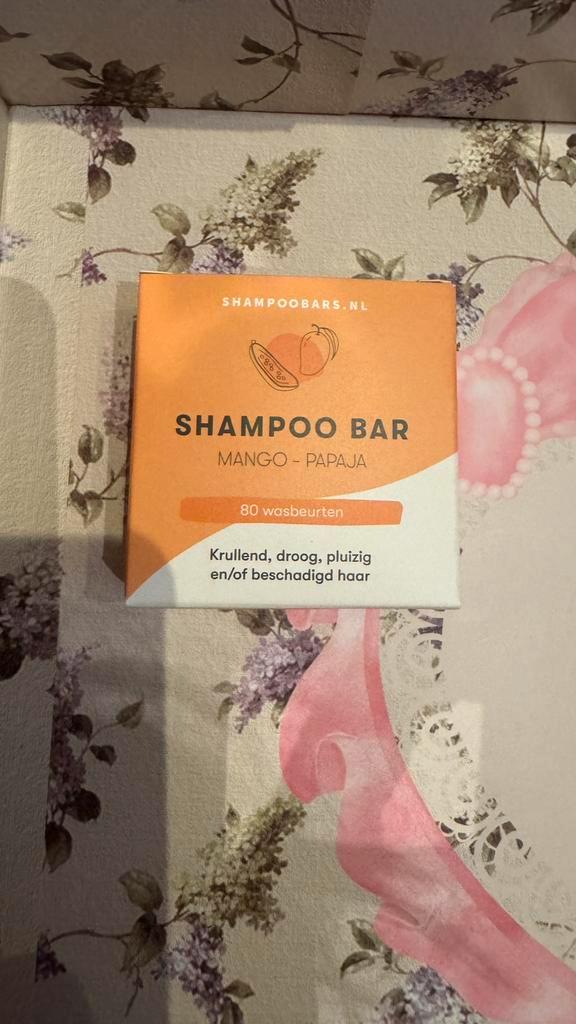 SHAMPOOBARS.NL
SHAMPOO BAR
MANGO - PAPAJA
80 wasbeurten
Krullend, droog, pluizig
en/of beschadigd haar